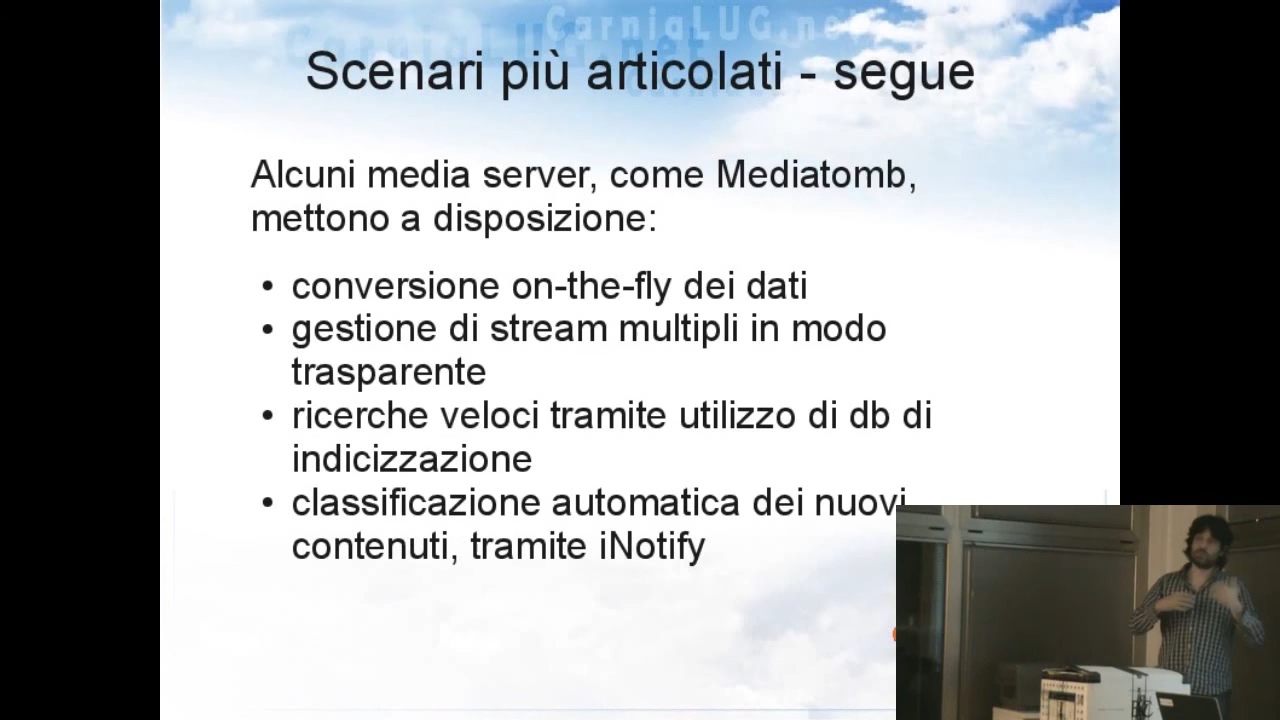 CarniaLUG.net
CarniaLUG.net
Scenari più articolati - segue
Alcuni media server, come Mediatomb,
mettono a disposizione:
• conversione on-the-fly dei dati
• gestione di stream multipli in modo
trasparente
• ricerche veloci tramite utilizzo di db di
indicizzazione
• classificazione automatica dei nuovi
contenuti, tramite iNotify